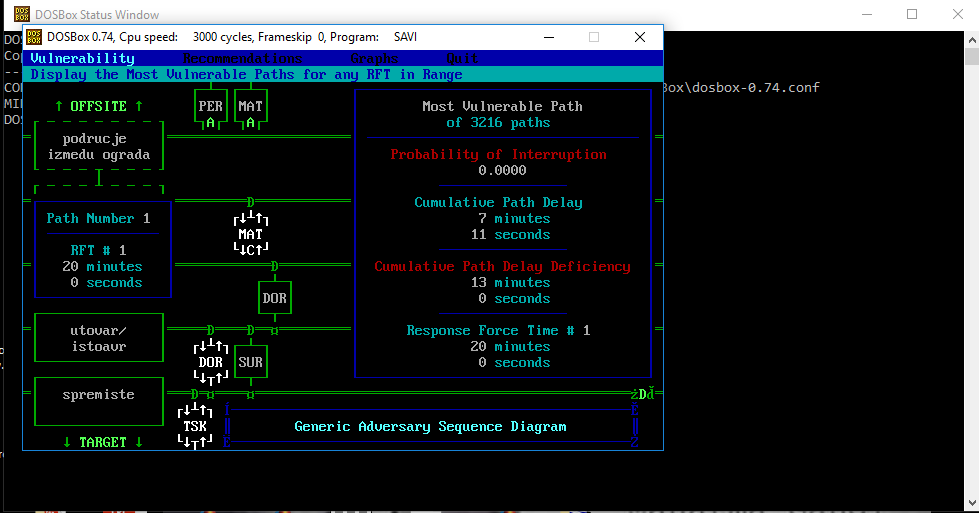 DOSBox Status Window
DOSBox 0.74, Cpu speed: 3000 cycles, Frameskip 0, Program: SAVI
Vulnerability Recommendations Graphs Quit
Display the Most Vulnerable Paths for any RFT in Range
Box\dosbox-0.74.conf
↑ OFFSITE ↑
PER MAT
A A
podrucje
izmedu ograda
Path Number 1
RFT # 1
20 minutes
0 seconds
D
MAT
C
D
DOR
utovar/
istoavr
D D
DOR SUR
spremiste
D
TSK
↓ TARGET ↓
Most Vulnerable Path
of 3216 paths
Probability of Interruption
0.0000
Cumulative Path Delay
7 minutes
11 seconds
Cumulative Path Delay Deficiency
13 minutes
0 seconds
Response Force Time # 1
20 minutes
0 seconds
żDď
Generic Adversary Sequence Diagram